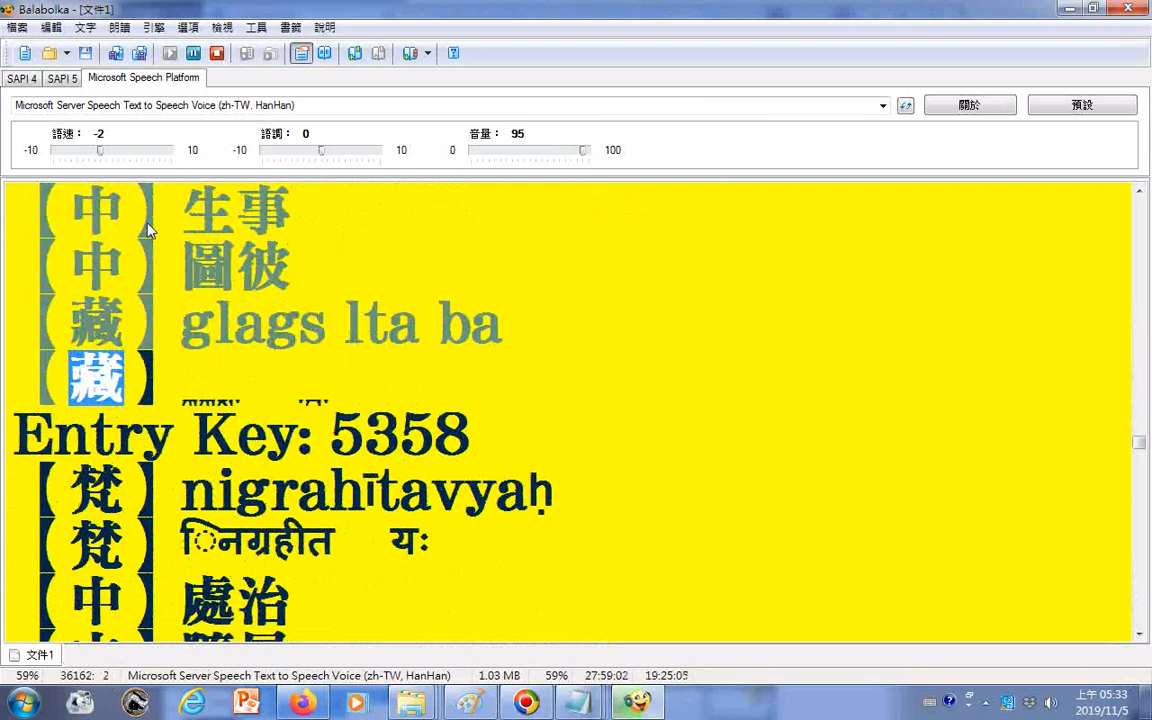 Balabolka - [文件1]
檔案 編輯 文字 朗讀 引擎 選項 檢視 工具 書籤 說明
SAPI 4 SAPI 5 Microsoft Speech Platform
Microsoft Server Speech Text to Speech Voice (zh-TW, HanHan) 關於 預設
語速： -2 語調： 0 音量： 95
-10 10 -10 10 0 100
【中】 生事
【中】 圖彼
【藏】 glags lta ba
【藏】
Entry Key: 5358
【梵】 nigrahītavyaḥ
【梵】 िनग्रहीत यः
【中】 處治
文件1
59% 36162: 2 Microsoft Server Speech Text to Speech Voice (zh-TW, HanHan) 1.03 MB 59% 27:59:02 19:25:05
上午 05:33
2019/11/5